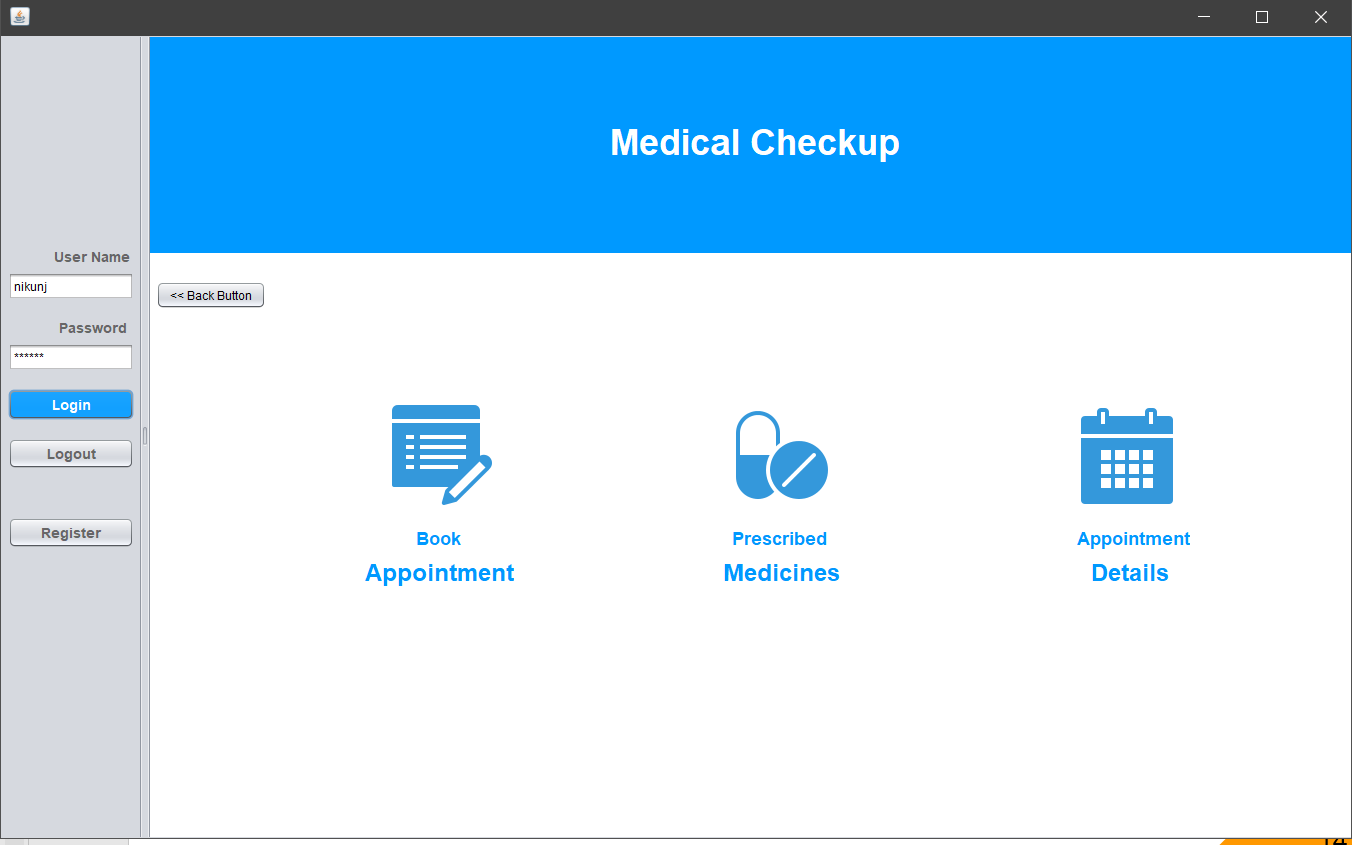 Medical Checkup
User Name
nikunj
Password
******
Login
Logout
Register
<< Back Button
Book
Appointment
Prescribed
Medicines
Appointment
Details